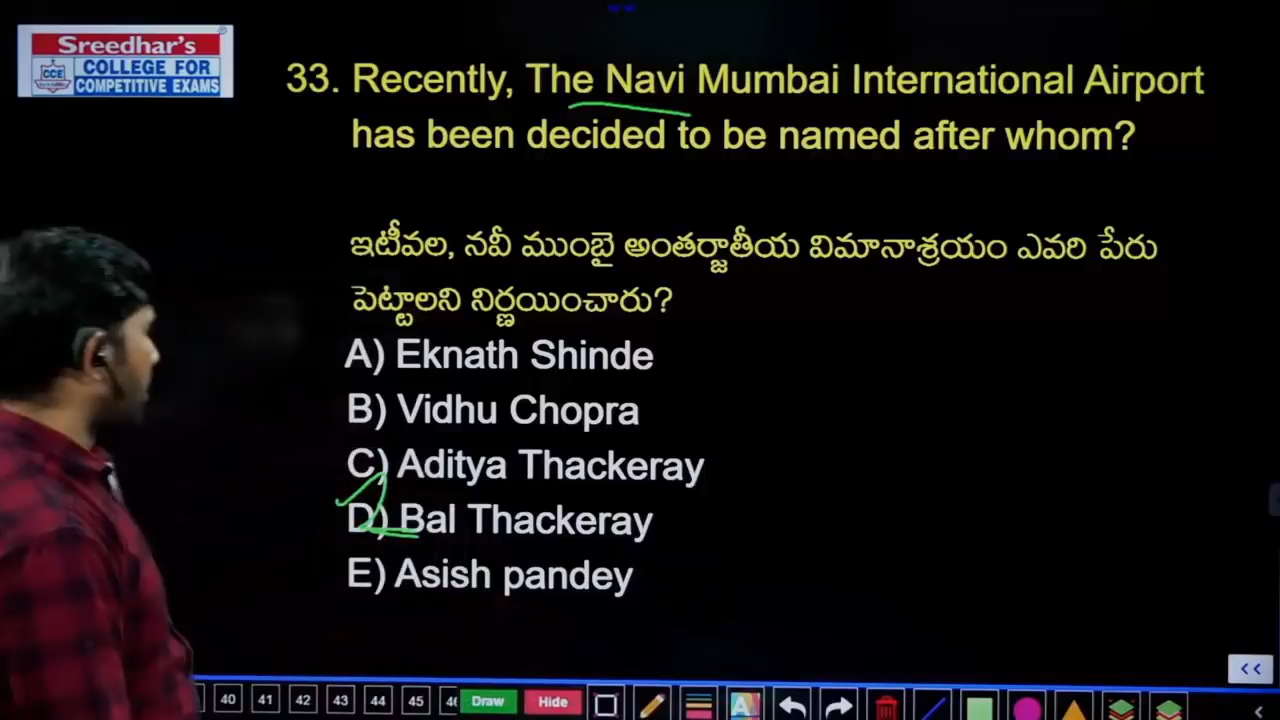 Sreedhar's
CCE
COLLEGE FOR
COMPETITIVE EXAMS
33. Recently, The Navi Mumbai International Airport
has been decided to be named after whom?
ఇటీవల, నవీ ముంబై అంతర్జాతీయ విమానాశ్రయం ఎవరి పేరు
పెట్టాలని నిర్ణయించారు?
A) Eknath Shinde
B) Vidhu Chopra
C) Aditya Thackeray
D) Bal Thackeray
E) Asish pandey
<<
40 41 42 43 44 45 Draw Hide A <